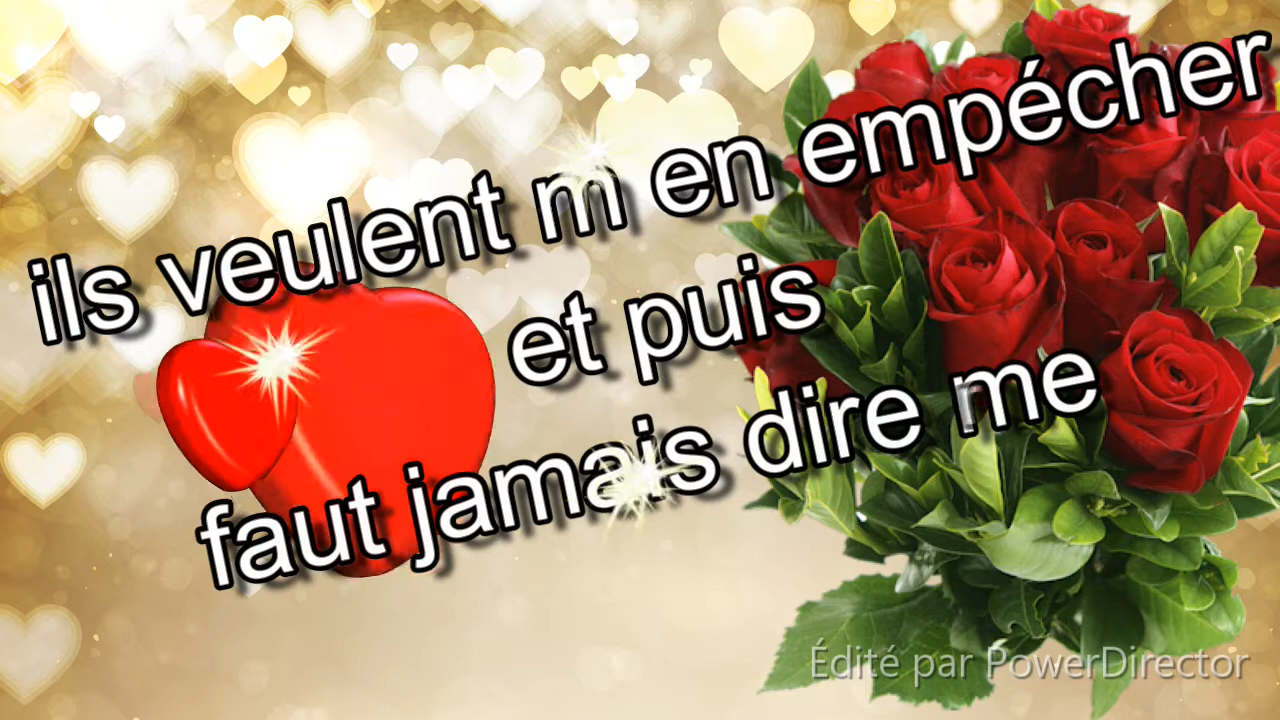 ils veulent m en empécher
et puis
faut jamais dire me
Édité par PowerDirector